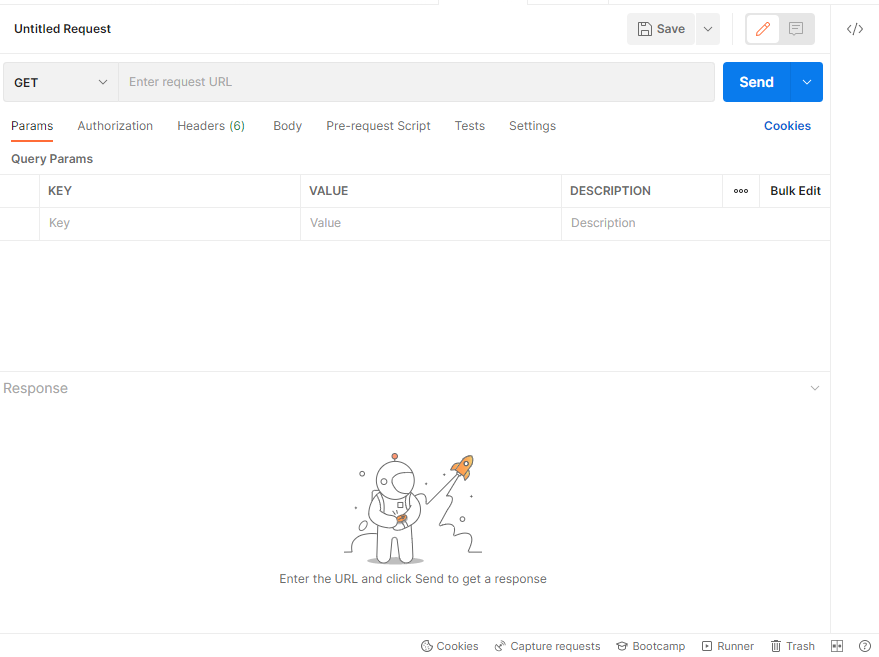 Untitled Request
Save
</>
GET
Enter request URL
Send
Params Authorization Headers (6) Body Pre-request Script Tests Settings Cookies
Query Params
KEY VALUE DESCRIPTION ooo Bulk Edit
Key Value Description
Response
Enter the URL and click Send to get a response
Cookies Capture requests Bootcamp Runner Trash ?